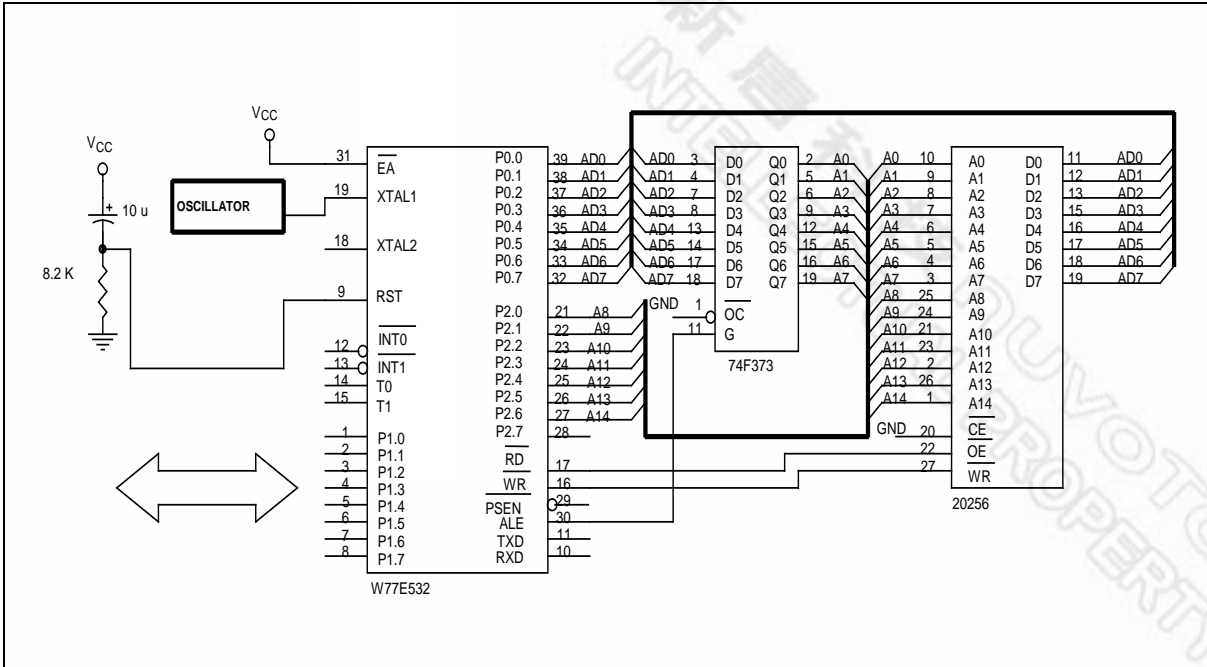 VCC
VCC
10 u
8.2 K
+
OSCILLATOR
31 EA
19 XTAL1
18 XTAL2
9 RST
12 INT0
13 INT1
14 T0
15 T1
1 P1.0
2 P1.1
3 P1.2
4 P1.3
5 P1.4
6 P1.5
7 P1.6
8 P1.7
P0.0 39 AD0
P0.1 38 AD1
P0.2 37 AD2
P0.3 36 AD3
P0.4 35 AD4
P0.5 34 AD5
P0.6 33 AD6
P0.7 32 AD7
P2.0 21 A8
P2.1 22 A9
P2.2 23 A10
P2.3 24 A11
P2.4 25 A12
P2.5 26 A13
P2.6 27 A14
P2.7 28
RD 17
WR 16
PSEN 29
ALE 30
TXD 11
RXD 10
W77E532
AD0 3 D0 Q0 2 A0
AD1 4 D1 Q1 5 A1
AD2 7 D2 Q2 6 A2
AD3 8 D3 Q3 9 A3
AD4 13 D4 Q4 12 A4
AD5 14 D5 Q5 15 A5
AD6 17 D6 Q6 16 A6
AD7 18 D7 Q7 19 A7
GND 1 OC
11 G
74F373
A0 10 A0 D0 11 AD0
A1 9 A1 D1 12 AD1
A2 8 A2 D2 13 AD2
A3 7 A3 D3 15 AD3
A4 6 A4 D4 16 AD4
A5 5 A5 D5 17 AD5
A6 4 A6 D6 18 AD6
A7 3 A7 D7 19 AD7
A8 25 A8
A9 24 A9
A10 21 A10
A11 23 A11
A12 2 A12
A13 26 A13
A14 1 A14
GND 20 CE
22 OE
27 WR
20256